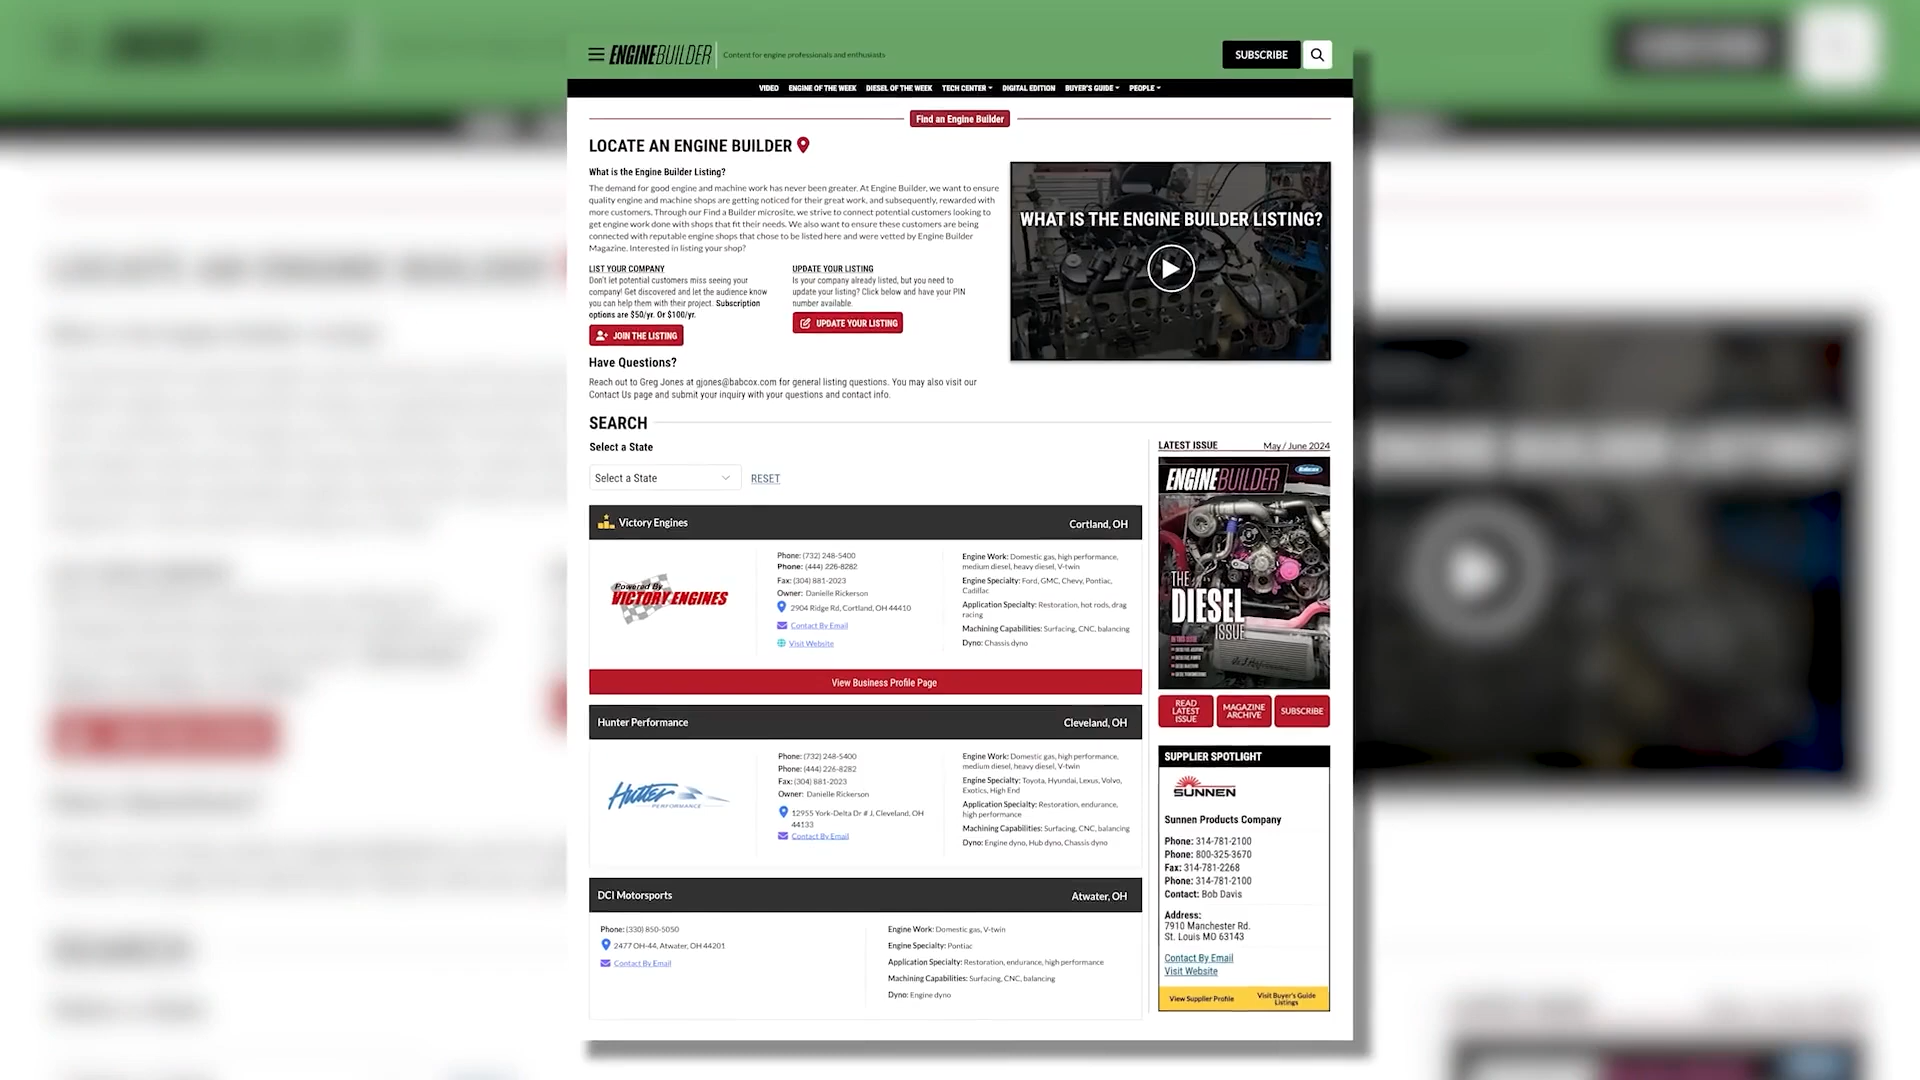 ENGINEBUILDER
Content for engine professionals and enthusiasts
SUBSCRIBE
VIDEO ENGINE OF THE WEEK DIESEL OF THE WEEK TECH CENTER DIGITAL EDITION BUYER'S GUIDE PEOPLE
Find an Engine Builder
LOCATE AN ENGINE BUILDER
What is the Engine Builder Listing?
The demand for good engine and machine work has never been greater. At Engine Builder, we want to ensure
quality engine and machine shops are getting noticed for their great work, and subsequently, rewarded with
more customers. Through our Find a Builder microsite, we strive to connect potential customers looking to
get engine work done with shops that fit their needs. We also want to ensure these customers are being
connected with reputable engine shops that chose to be listed here and were vetted by Engine Builder
Magazine. Interested in listing your shop?
LIST YOUR COMPANY
Don't let potential customers miss seeing your
company! Get discovered and let the audience know
you can help them with their project. Subscription
options are $50/yr. Or $100/yr.
JOIN THE LISTING
UPDATE YOUR LISTING
Is your company already listed, but you need to
update your listing? Click below and have your PIN
number available.
UPDATE YOUR LISTING
WHAT IS THE ENGINE BUILDER LISTING?
Have Questions?
Reach out to Greg Jones at gjones@babcox.com for general listing questions. You may also visit our
Contact Us page and submit your inquiry with your questions and contact info.
SEARCH
Select a State
Select a State
RESET
Victory Engines
Cortland, OH
Powered By
VICTORY ENGINES
Phone: (732) 248-5400
Phone: (444) 226-8282
Fax: (304) 881-2023
Owner: Danielle Rickerson
2904 Ridge Rd, Cortland, OH 44410
Contact By Email
Visit Website
Engine Work: Domestic gas, high performance,
medium diesel, heavy diesel, V-twin
Engine Specialty: Ford, GMC, Chevy, Pontiac,
Cadillac
Application Specialty: Restoration, hot rods, drag
racing
Machining Capabilities: Surfacing, CNC, balancing
Dyno: Chassis dyno
View Business Profile Page
Hunter Performance
Cleveland, OH
Hutter
PERFORMANCE
Phone: (732) 248-5400
Phone: (444) 226-8282
Fax: (304) 881-2023
Owner: Danielle Rickerson
12955 York-Delta Dr # J, Cleveland, OH
44133
Contact By Email
Engine Work: Domestic gas, high performance,
medium diesel, heavy diesel, V-twin
Engine Specialty: Toyota, Hyundai, Lexus, Volvo,
Exotics, High End
Application Specialty: Restoration, endurance,
high performance
Machining Capabilities: Surfacing, CNC, balancing
Dyno: Engine dyno, Hub dyno, Chassis dyno
DCI Motorsports
Atwater, OH
Phone: (330) 850-5050
2477 OH-44, Atwater, OH 44201
Contact By Email
Engine Work: Domestic gas, V-twin
Engine Specialty: Pontiac
Application Specialty: Restoration, endurance, high performance
Machining Capabilities: Surfacing, CNC, balancing
Dyno: Engine dyno
LATEST ISSUE
May / June 2024
ENGINEBUILDER
Babcox
THE
DIESEL
ISSUE
READ
LATEST
ISSUE
MAGAZINE
ARCHIVE
SUBSCRIBE
SUPPLIER SPOTLIGHT
SUNNEN
Sunnen Products Company
Phone: 314-781-2100
Phone: 800-325-3670
Fax: 314-781-2268
Phone: 314-781-2100
Contact: Bob Davis
Address:
7910 Manchester Rd.
St. Louis MO 63143
Contact By Email
Visit Website
View Supplier Profile
Visit Buyer's Guide
Listings